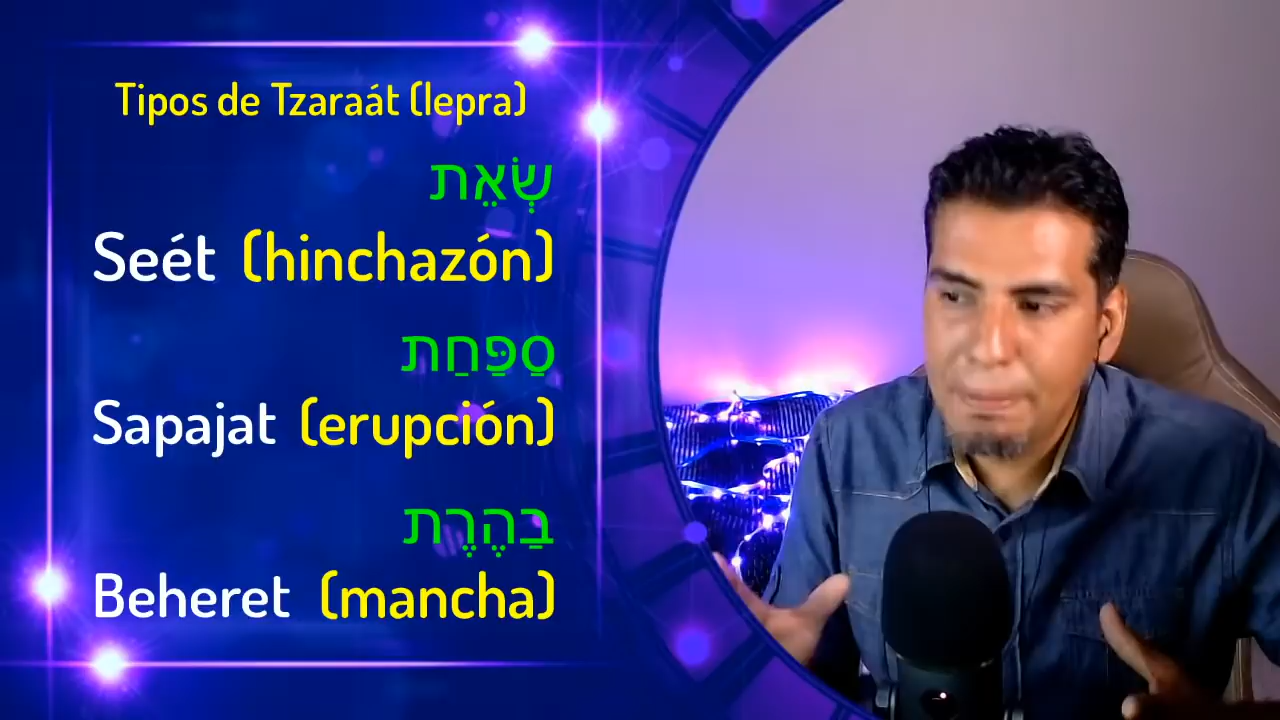 Tipos de Tzaraát (lepra)
שְׂאֵת
Seét (hinchazón)
סַפַּחַת
Sapajat (erupción)
בַהֶרֶת
Beheret (mancha)